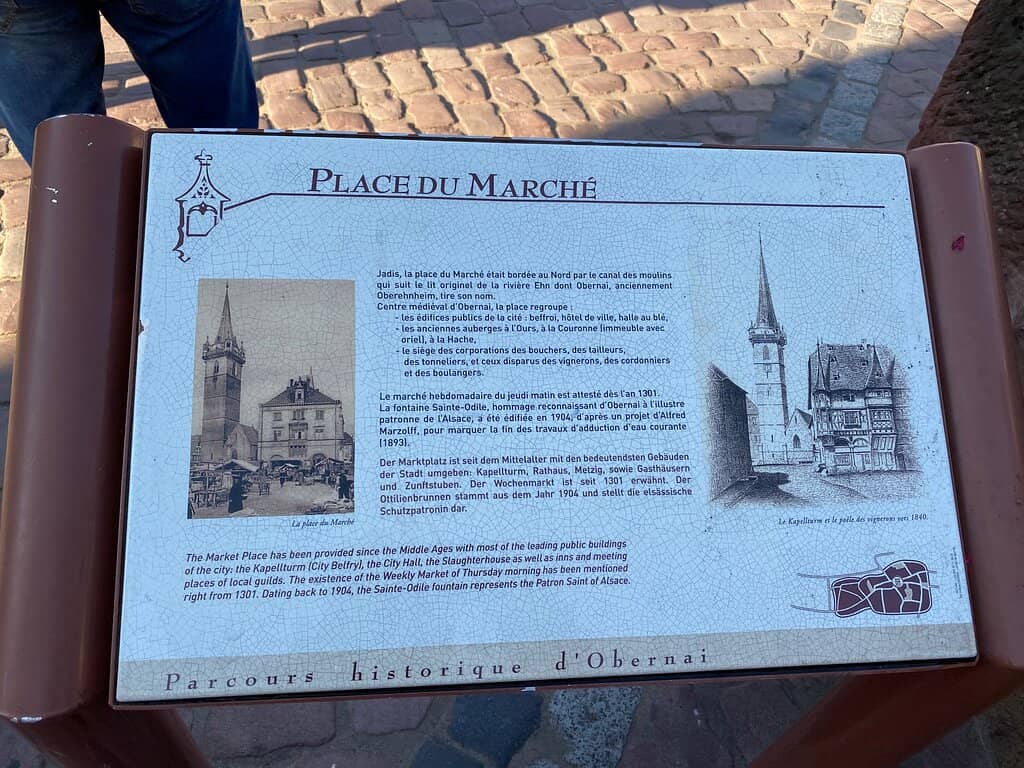 PLACE DU MARCHÉ
Jadis, la place du Marché était bordée au Nord par le canal des moulins
qui suit le lit originel de la rivière Ehn dont Obernai, anciennement
Oberehnheim, tire son nom.
Centre médiéval d'Obernai, la place regroupe :
- les édifices publics de la cité : beffroi, hôtel de ville, halle au blé,
- les anciennes auberges à l'Ours, à la Couronne (immeuble avec
oriel), à la Hache,
- le siège des corporations des bouchers, des tailleurs,
des tonneliers, et ceux disparus des vignerons, des cordonniers
et des boulangers.
Le marché hebdomadaire du jeudi matin est attesté dès l'an 1301.
La fontaine Sainte-Odile, hommage reconnaissant d'Obernai à l'illustre
patronne de l'Alsace, a été édifiée en 1904, d'après un projet d'Alfred
Marzolff, pour marquer la fin des travaux d'adduction d'eau courante
(1893).
Der Marktplatz ist seit dem Mittelalter mit den bedeutendsten Gebäuden
der Stadt umgeben: Kapellturm, Rathaus, Metzig, sowie Gasthäusern
und Zunftstuben. Der Wochenmarkt ist seit 1301 erwähnt. Der
Ottilienbrunnen stammt aus dem Jahr 1904 und stellt die elsässische
Schutzpatronin dar.
La place du Marché
Le Kapellturm et le poêle des vignerons vers 1840.
The Market Place has been provided since the Middle Ages with most of the leading public buildings
of the city: the Kapellturm (City Belfry), the City Hall, the Slaughterhouse as well as inns and meeting
places of local guilds. The existence of the Weekly Market of Thursday morning has been mentioned
right from 1301. Dating back to 1904, the Sainte-Odile fountain represents the Patron Saint of Alsace.
Parcours historique d'Obernai